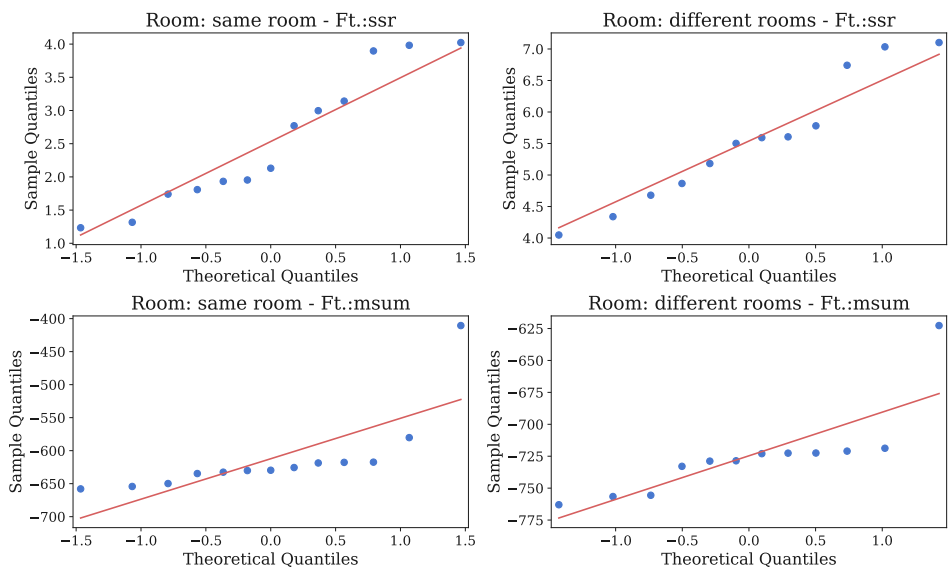 Room: same room - Ft.:ssr
Sample Quantiles
4.0
3.5
3.0
2.5
2.0
1.5
1.0
−1.5 −1.0 −0.5 0.0 0.5 1.0 1.5
Theoretical Quantiles
Room: different rooms - Ft.:ssr
Sample Quantiles
7.0
6.5
6.0
5.5
5.0
4.5
4.0
−1.0 −0.5 0.0 0.5 1.0
Theoretical Quantiles
Room: same room - Ft.:msum
Sample Quantiles
−400
−450
−500
−550
−600
−650
−700
−1.5 −1.0 −0.5 0.0 0.5 1.0 1.5
Theoretical Quantiles
Room: different rooms - Ft.:msum
Sample Quantiles
−625
−650
−675
−700
−725
−750
−775
−1.0 −0.5 0.0 0.5 1.0
Theoretical Quantiles